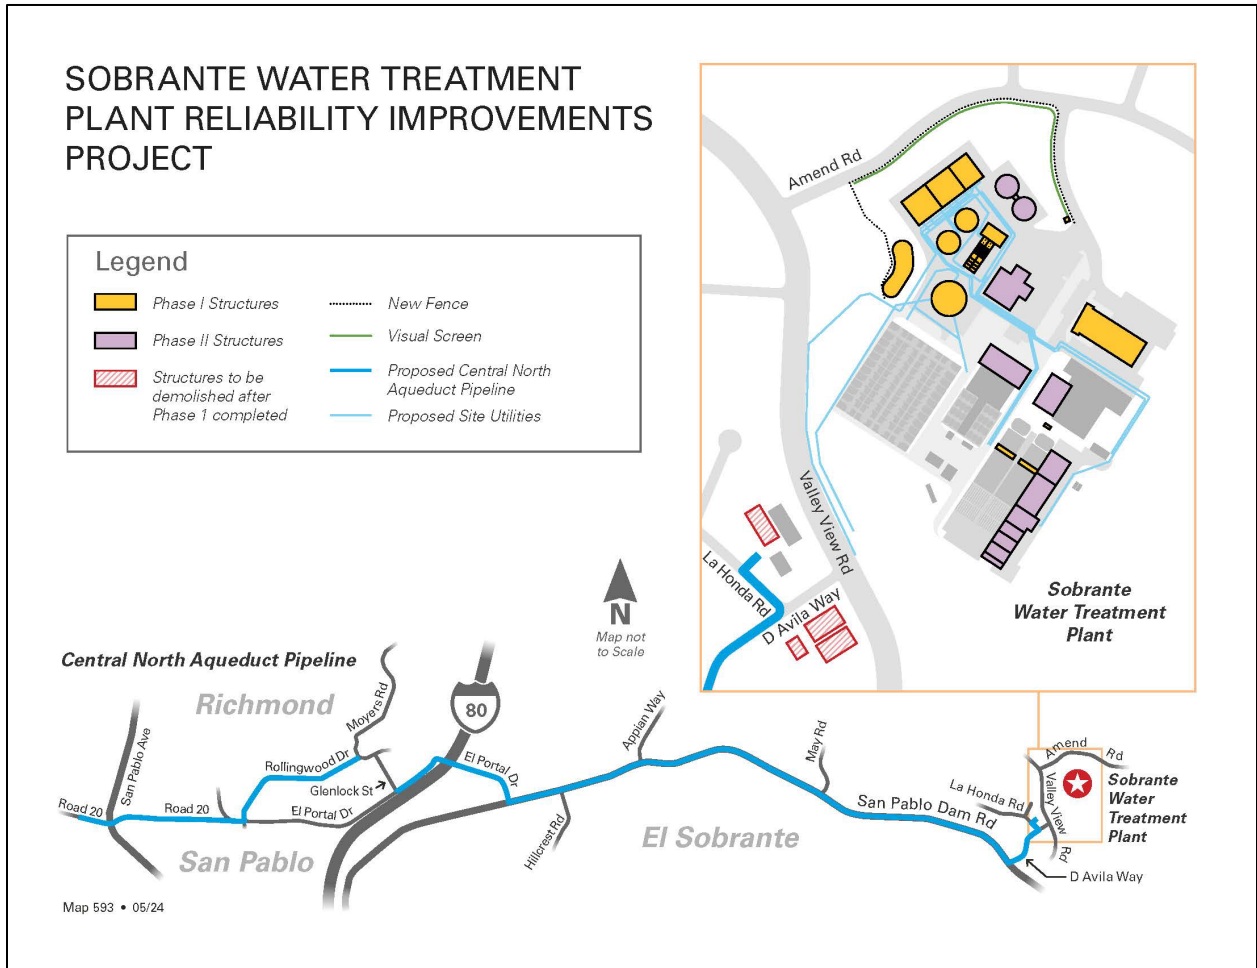 SOBRANTE WATER TREATMENT
PLANT RELIABILITY IMPROVEMENTS
PROJECT
Legend
Phase I Structures
Phase II Structures
Structures to be
demolished after
Phase 1 completed
New Fence
Visual Screen
Proposed Central North
Aqueduct Pipeline
Proposed Site Utilities
Amend Rd
Valley View Rd
La Honda Rd
D Avila Way
Sobrante
Water Treatment
Plant
N
Map not
to Scale
Central North Aqueduct Pipeline
Richmond
San Pablo
El Sobrante
80
Road 20
San Pablo Ave
Road 20
Rollingwood Dr
Moyers Rd
Glenlock St
El Portal Dr
El Portal Dr
Hillcrest Rd
Appian Way
May Rd
San Pablo Dam Rd
La Honda Rd
Amend Rd
Valley View Rd
D Avila Way
Sobrante
Water
Treatment
Plant
Map 593 • 05/24